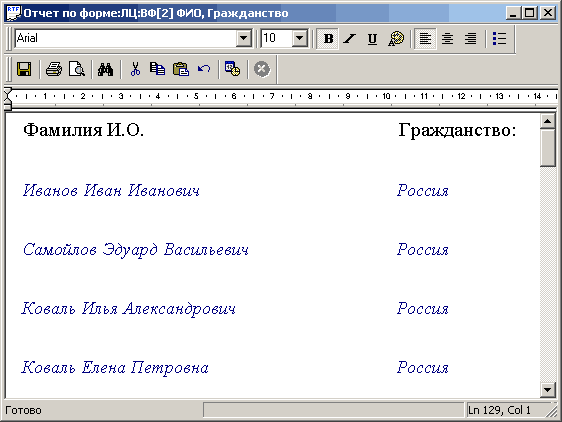 Отчет по форме:ЛЦ:ВФ[2] ФИО, Гражданство
Arial 10 B I U
1 2 3 4 5 6 7 8 9 10 11 12 13 14
Фамилия И.О. Гражданство:
Иванов Иван Иванович Россия
Самойлов Эдуард Васильевич Россия
Коваль Илья Александрович Россия
Коваль Елена Петровна Россия
Готово Ln 129, Col 1